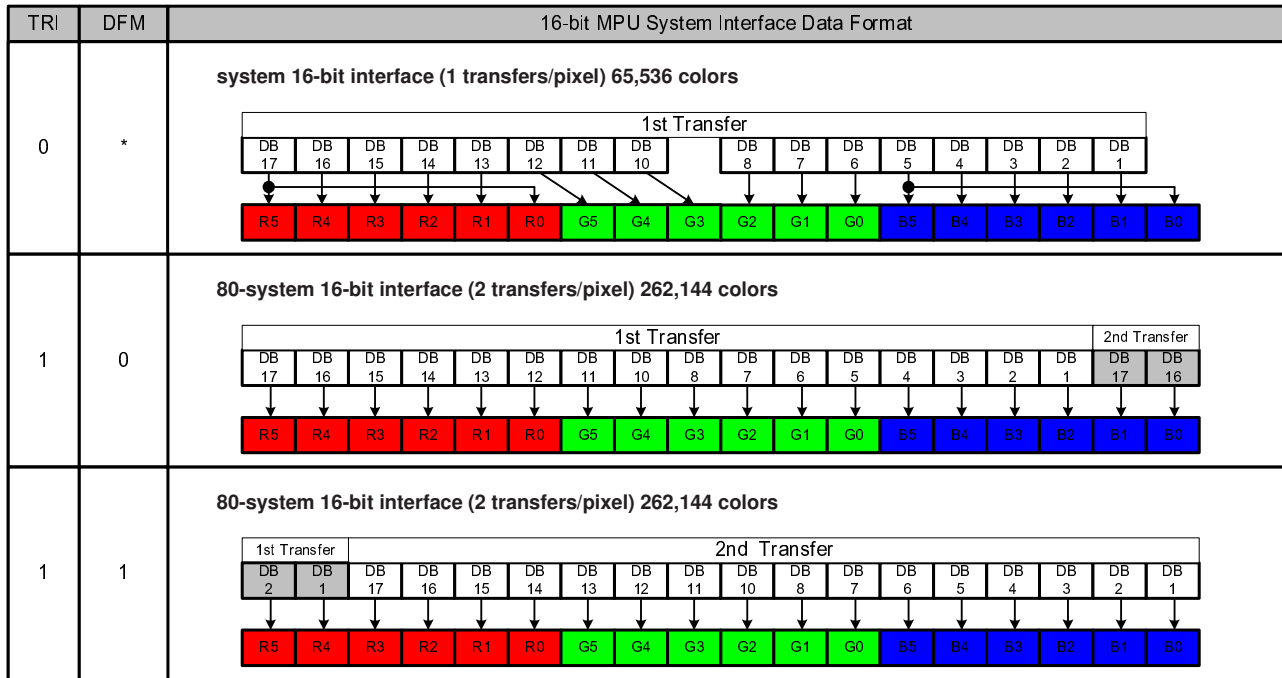 TRI DFM 16-bit MPU System Interface Data Format
system 16-bit interface (1 transfers/pixel) 65,536 colors
0 *
1st Transfer
DB 17 DB 16 DB 15 DB 14 DB 13 DB 12 DB 11 DB 10 DB 8 DB 7 DB 6 DB 5 DB 4 DB 3 DB 2 DB 1
R5 R4 R3 R2 R1 R0 G5 G4 G3 G2 G1 G0 B5 B4 B3 B2 B1 B0
80-system 16-bit interface (2 transfers/pixel) 262,144 colors
1 0
1st Transfer 2nd Transfer
DB 17 DB 16 DB 15 DB 14 DB 13 DB 12 DB 11 DB 10 DB 8 DB 7 DB 6 DB 5 DB 4 DB 3 DB 2 DB 1 DB 17 DB 16
R5 R4 R3 R2 R1 R0 G5 G4 G3 G2 G1 G0 B5 B4 B3 B2 B1 B0
80-system 16-bit interface (2 transfers/pixel) 262,144 colors
1 1
1st Transfer 2nd Transfer
DB 2 DB 1 DB 17 DB 16 DB 15 DB 14 DB 13 DB 12 DB 11 DB 10 DB 8 DB 7 DB 6 DB 5 DB 4 DB 3 DB 2 DB 1
R5 R4 R3 R2 R1 R0 G5 G4 G3 G2 G1 G0 B5 B4 B3 B2 B1 B0